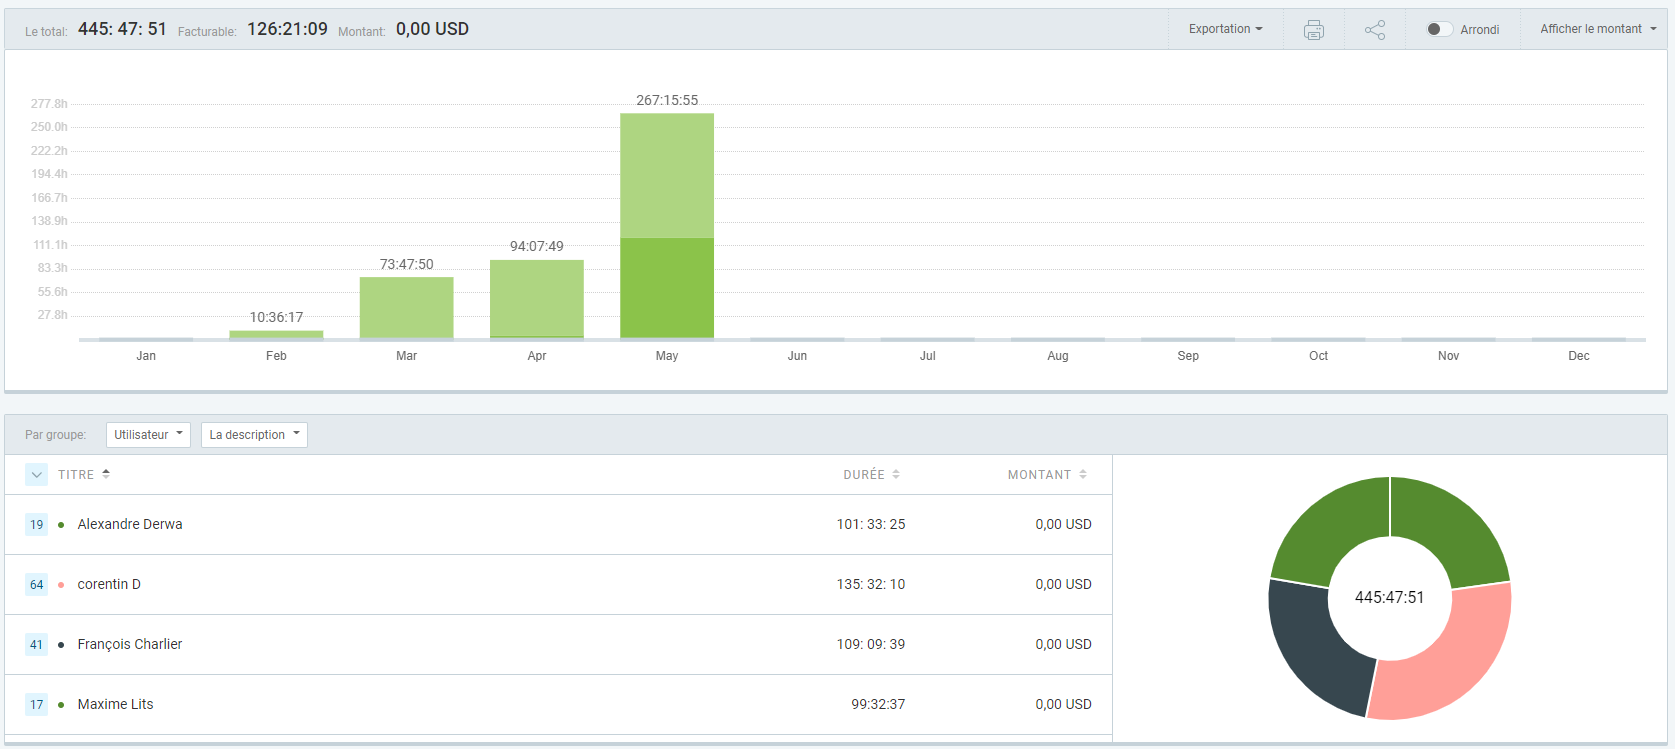 Le total: 445: 47: 51 Facturable: 126:21:09 Montant: 0,00 USD Exportation Arrondi Afficher le montant
267:15:55
277.8h
250.0h
222.2h
194.4h
166.7h
138.9h
111.1h
94:07:49
83.3h
73:47:50
55.6h
27.8h
10:36:17
Jan Feb Mar Apr May Jun Jul Aug Sep Oct Nov Dec
Par groupe: Utilisateur La description
TITRE DURÉE MONTANT
19 Alexandre Derwa 101: 33: 25 0,00 USD
64 corentin D 135: 32: 10 0,00 USD
445:47:51
41 François Charlier 109: 09: 39 0,00 USD
17 Maxime Lits 99:32:37 0,00 USD